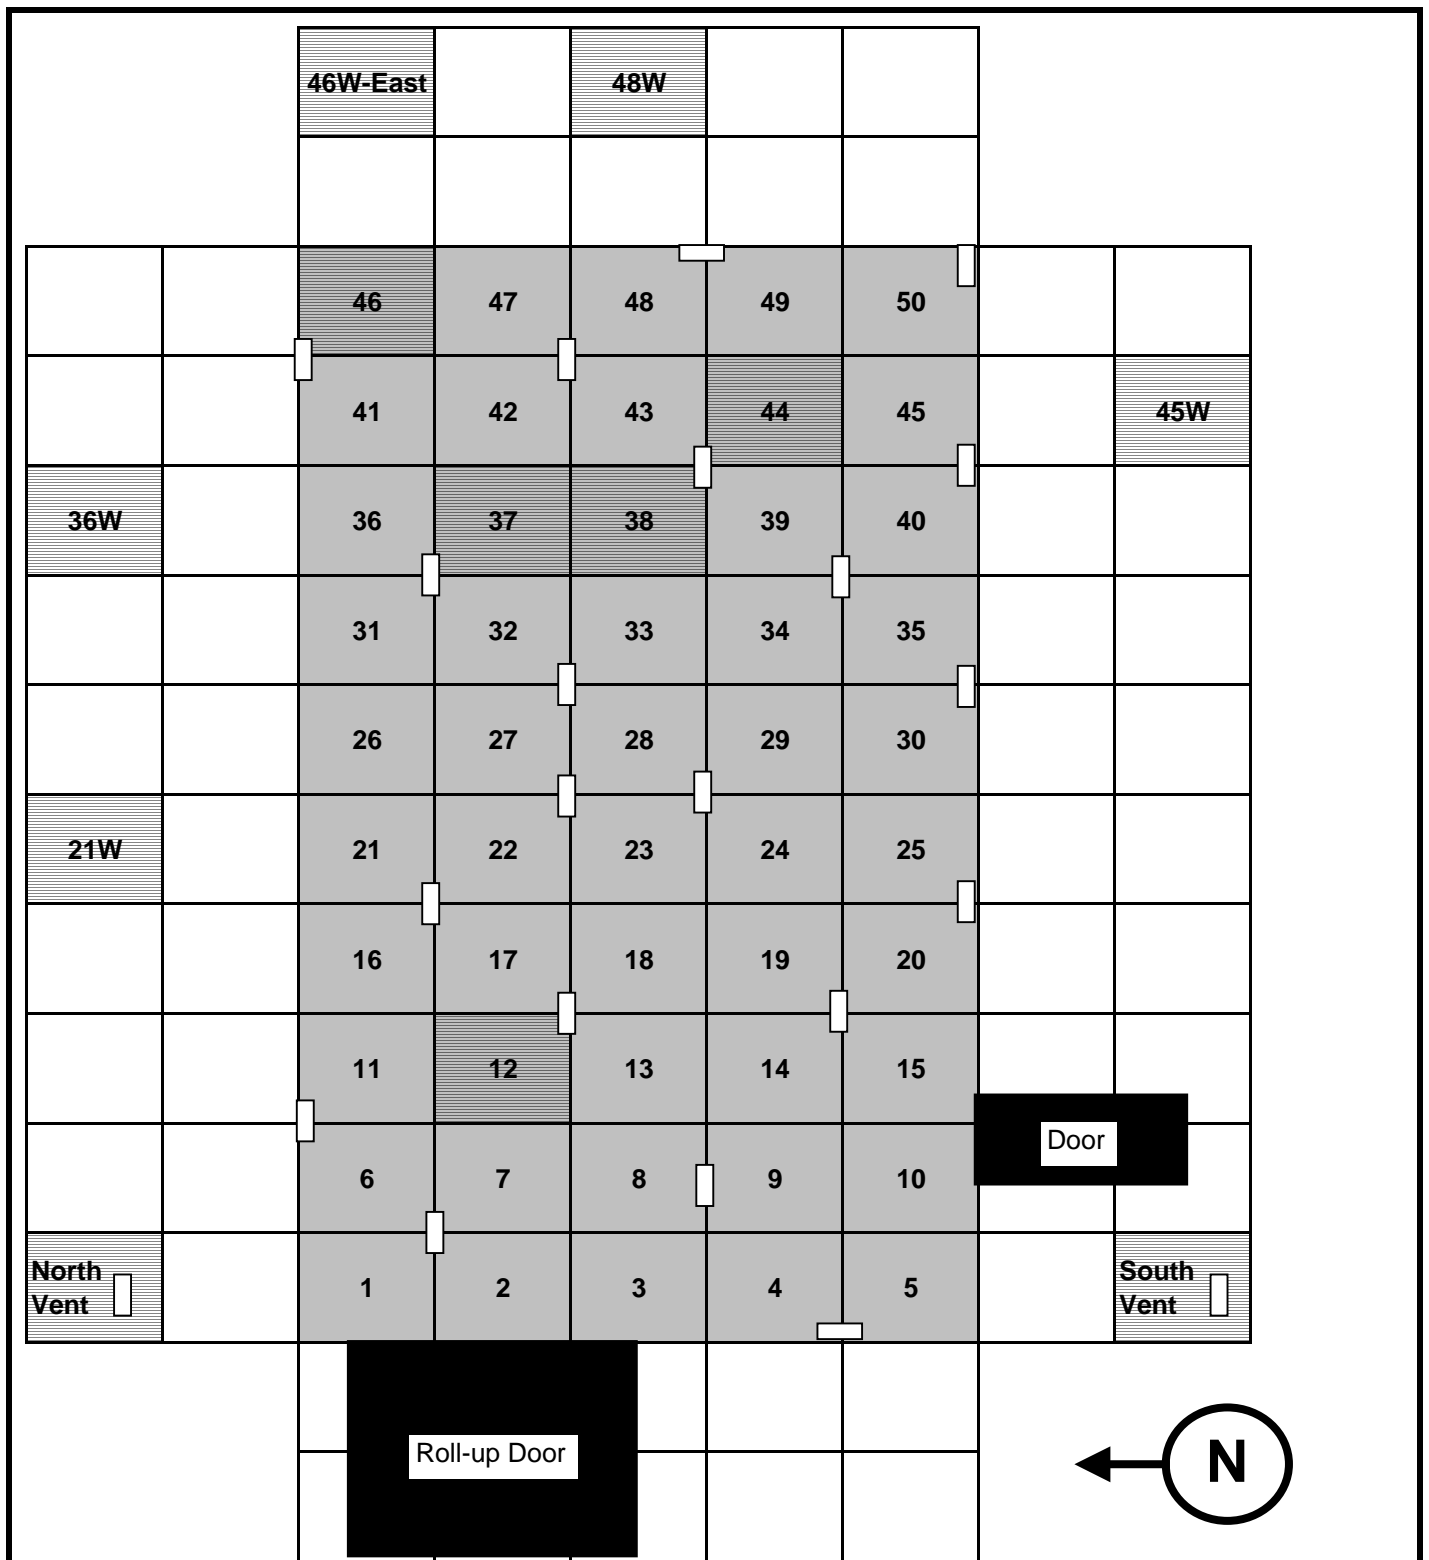 46W-East 48W
46 47 48 49 50
41 42 43 44 45 45W
36W 36 37 38 39 40
31 32 33 34 35
26 27 28 29 30
21W 21 22 23 24 25
16 17 18 19 20
11 12 13 14 15
Door
6 7 8 9 10
North
Vent
1 2 3 4 5
South
Vent
Roll-up Door
N